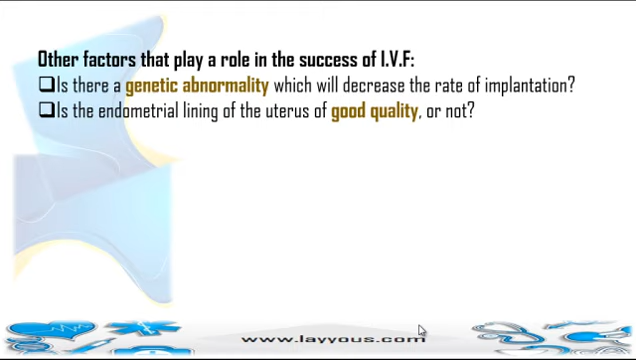 Other factors that play a role in the success of I.V.F:
❑Is there a genetic abnormality which will decrease the rate of implantation?
❑Is the endometrial lining of the uterus of good quality, or not?
www.layyous.com